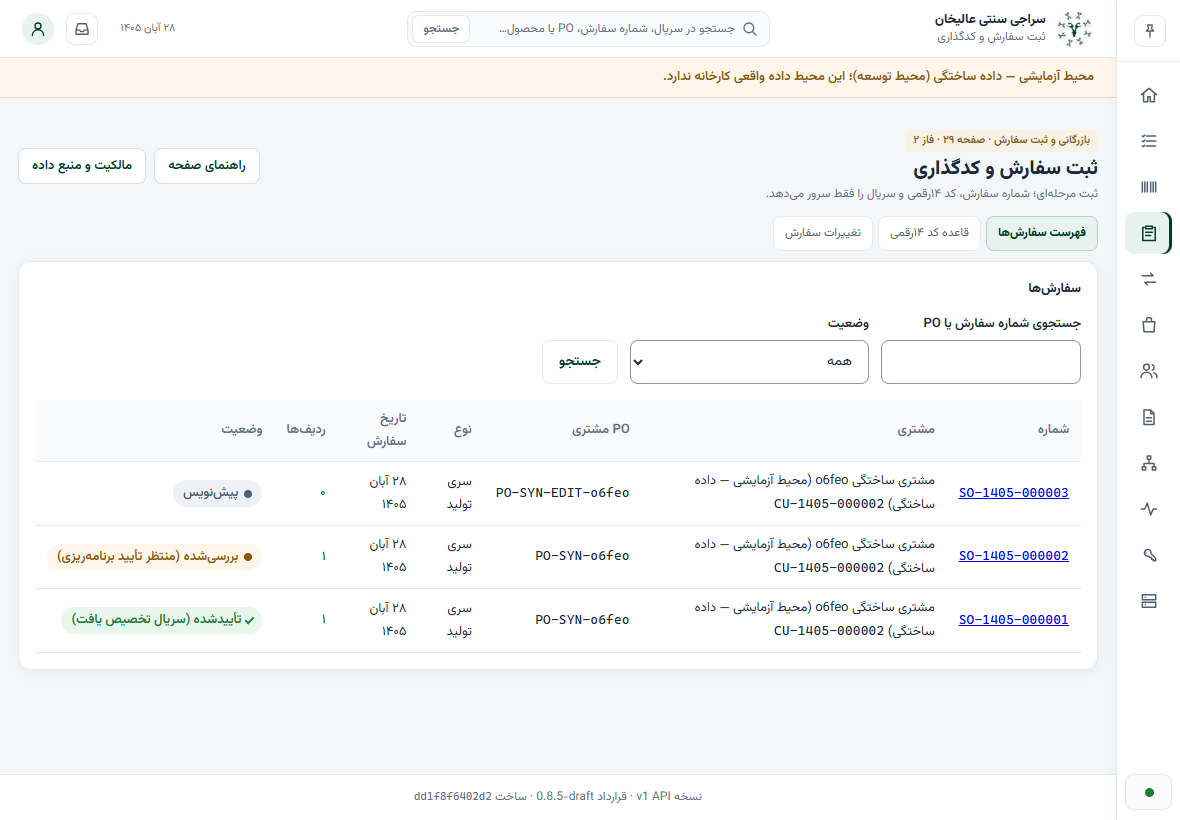 سراجی سنتی عالیخان
ثبت سفارش و کدگذاری
جستجو در سریال، شماره سفارش، PO یا محصول...
جستجو
۲۸ آبان ۱۴۰۵
محیط آزمایشی — داده ساختگی (محیط توسعه)؛ این محیط داده واقعی کارخانه ندارد.
بازرگانی و ثبت سفارش · صفحه ۲۹ · فاز ۲
ثبت سفارش و کدگذاری
ثبت مرحله‌ای؛ شماره سفارش، کد ۱۴رقمی و سریال را فقط سرور می‌دهد.
راهنمای صفحه
مالکیت و منبع داده
فهرست سفارش‌ها
قاعده کد ۱۴رقمی
تغییرات سفارش
سفارش‌ها
جستجوی شماره سفارش یا PO
وضعیت
همه
جستجو
شماره مشتری PO مشتری نوع تاریخ سفارش ردیف‌ها وضعیت
SO-1405-000003
مشتری ساختگی o6feo (محیط آزمایشی — داده
ساختگی) CU-1405-000002
PO-SYN-EDIT-o6feo
سری
تولید
۲۸ آبان
۱۴۰۵
۰
پیش‌نویس
SO-1405-000002
مشتری ساختگی o6feo (محیط آزمایشی — داده
ساختگی) CU-1405-000002
PO-SYN-o6feo
سری
تولید
۲۸ آبان
۱۴۰۵
۱
بررسی‌شده (منتظر تأیید برنامه‌ریزی)
SO-1405-000001
مشتری ساختگی o6feo (محیط آزمایشی — داده
ساختگی) CU-1405-000002
PO-SYN-o6feo
سری
تولید
۲۸ آبان
۱۴۰۵
۱
تأییدشده (سریال تخصیص یافت)
نسخه API v1 · قرارداد 0.8.5-draft · ساخت dd1f8f6402d2